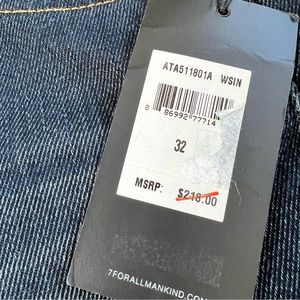 ATA511801A WSIN
8 86992 77714
32
MSRP: $218.00
7FORALLMANKIND.COM